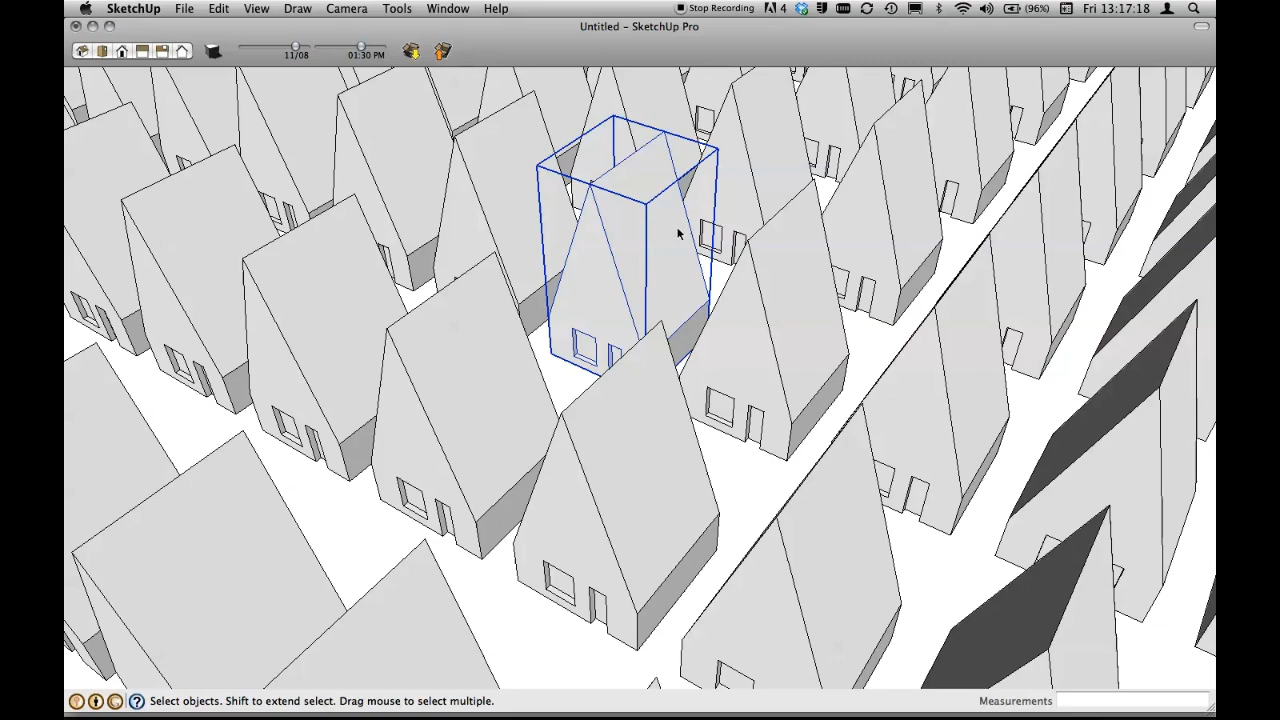 SketchUp File Edit View Draw Camera Tools Window Help Stop Recording 4 (96%) Fri 13:17:18
Untitled - SketchUp Pro
11/08 01:30 PM
Select objects. Shift to extend select. Drag mouse to select multiple. Measurements